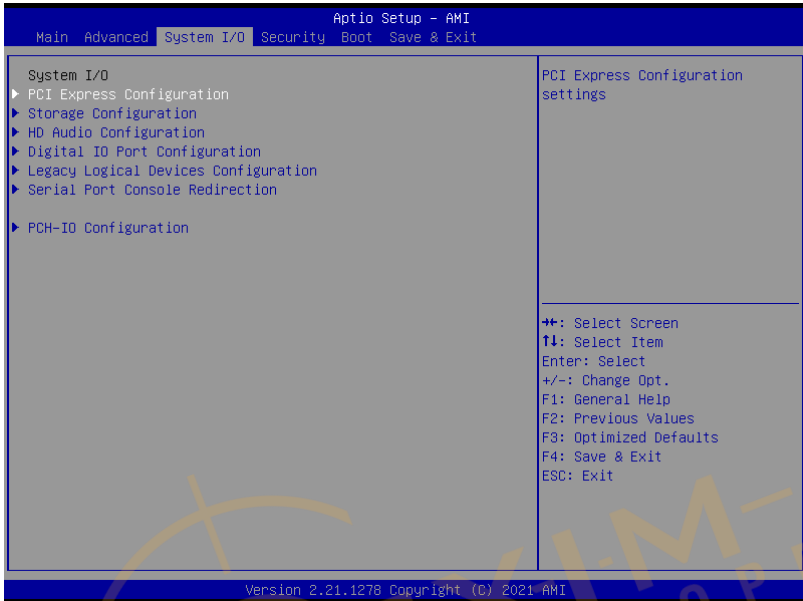 Aptio Setup - AMI
Main Advanced System I/O Security Boot Save & Exit
System I/O
PCI Express Configuration
Storage Configuration
HD Audio Configuration
Digital IO Port Configuration
Legacy Logical Devices Configuration
Serial Port Console Redirection
PCH-IO Configuration
PCI Express Configuration
settings
→←: Select Screen
↑↓: Select Item
Enter: Select
+/-: Change Opt.
F1: General Help
F2: Previous Values
F3: Optimized Defaults
F4: Save & Exit
ESC: Exit
Version 2.21.1278 Copyright (C) 2021 AMI